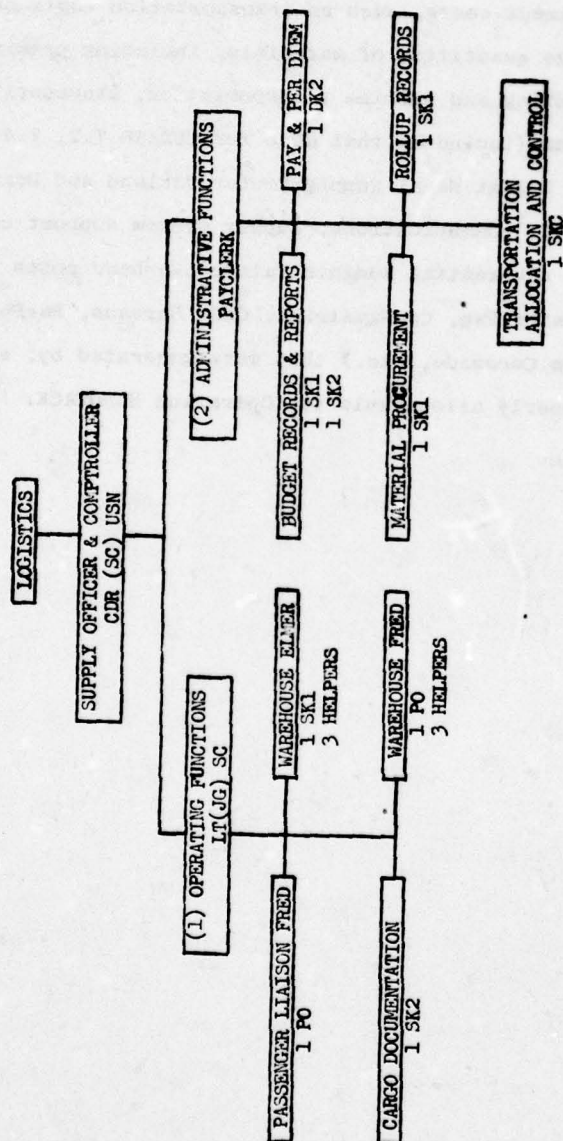 LOGISTICS
SUPPLY OFFICER & COMPTROLLER
CDR (SC) USN
(1) OPERATING FUNCTIONS
LT(JG) SC
(2) ADMINISTRATIVE FUNCTIONS
PAYCLERK
PASSENGER LIAISON FRED
1 PO
WAREHOUSE ELMER
1 SK1
3 HELPERS
BUDGET RECORDS & REPORTS
1 SK1
1 SK2
PAY & PER DIEM
1 DK2
CARGO DOCUMENTATION
1 SK2
WAREHOUSE FRED
1 PO
3 HELPERS
MATERIAL PROCUREMENT
1 SK1
ROLLUP RECORDS
1 SK1
TRANSPORTATION
ALLOCATION AND CONTROL
1 SKC